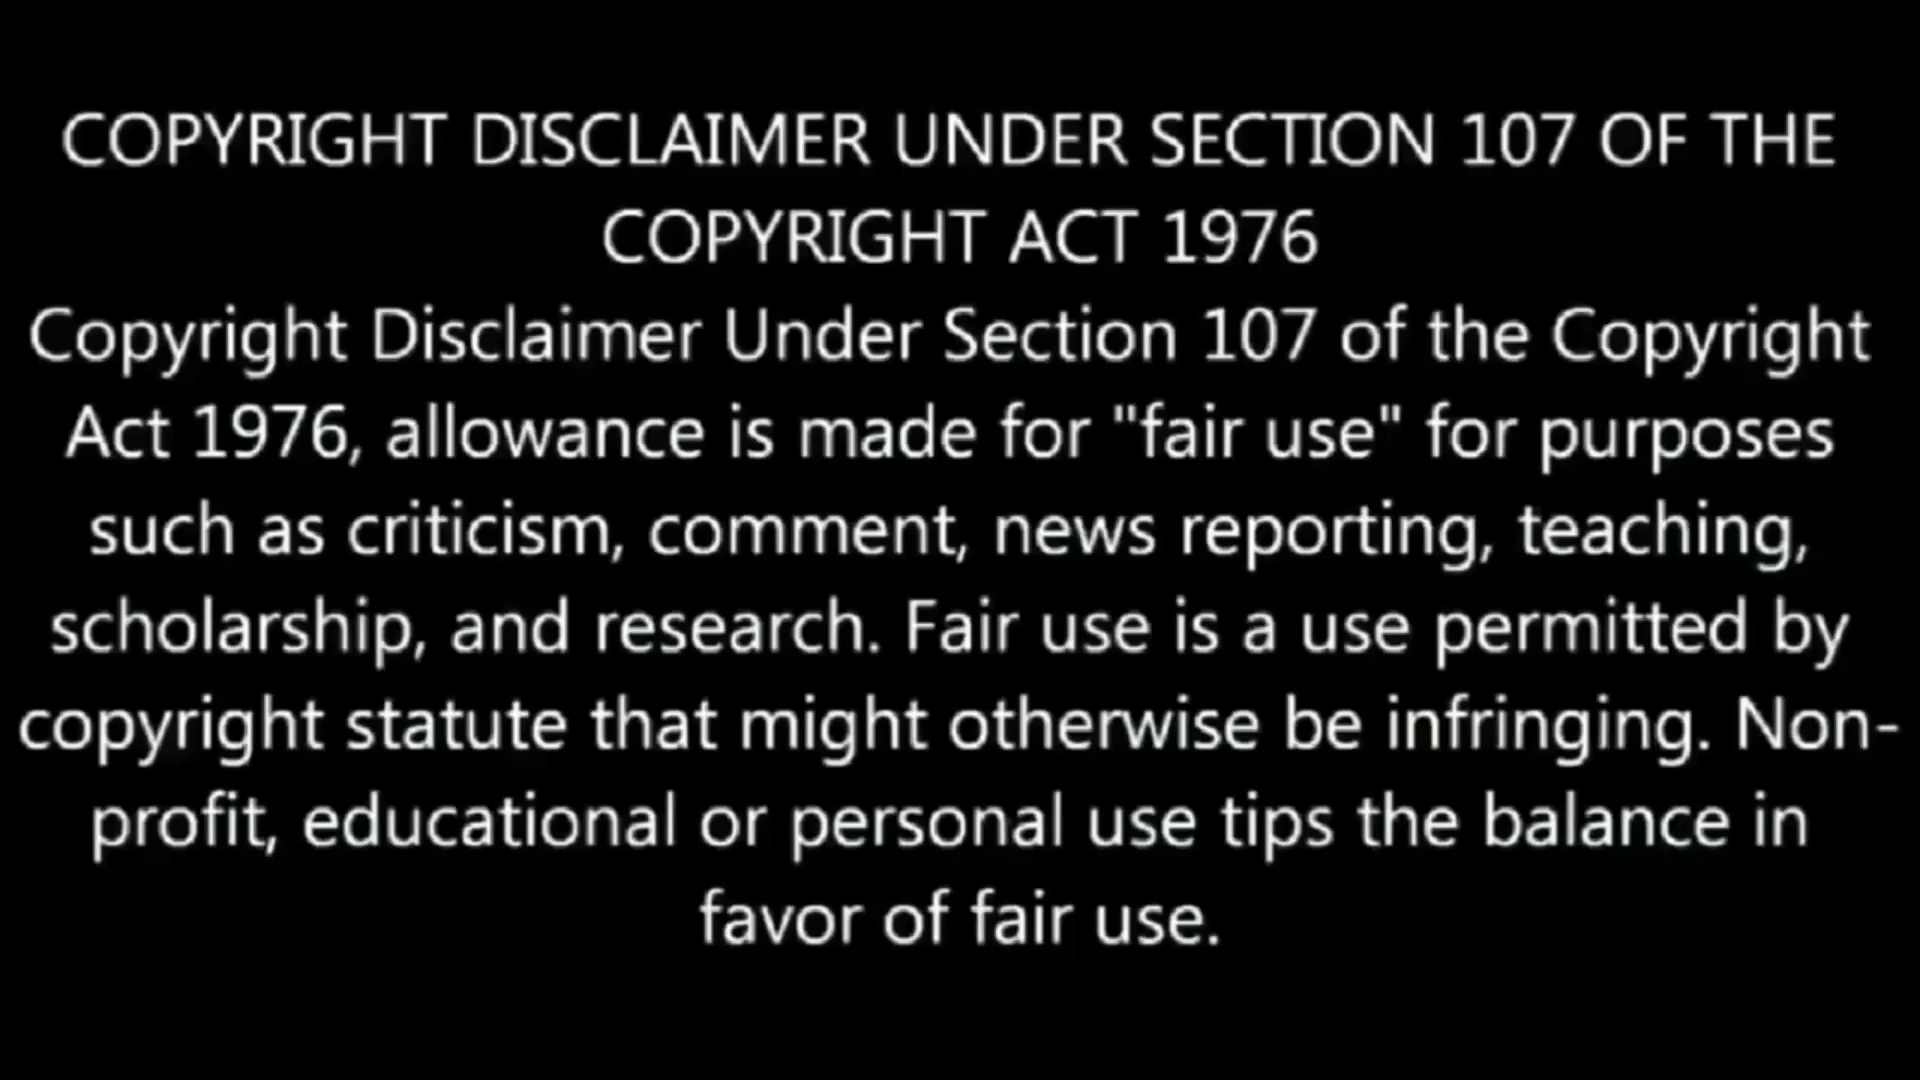 COPYRIGHT DISCLAIMER UNDER SECTION 107 OF THE
COPYRIGHT ACT 1976
Copyright Disclaimer Under Section 107 of the Copyright
Act 1976, allowance is made for "fair use" for purposes
such as criticism, comment, news reporting, teaching,
scholarship, and research. Fair use is a use permitted by
copyright statute that might otherwise be infringing. Non-
profit, educational or personal use tips the balance in
favor of fair use.